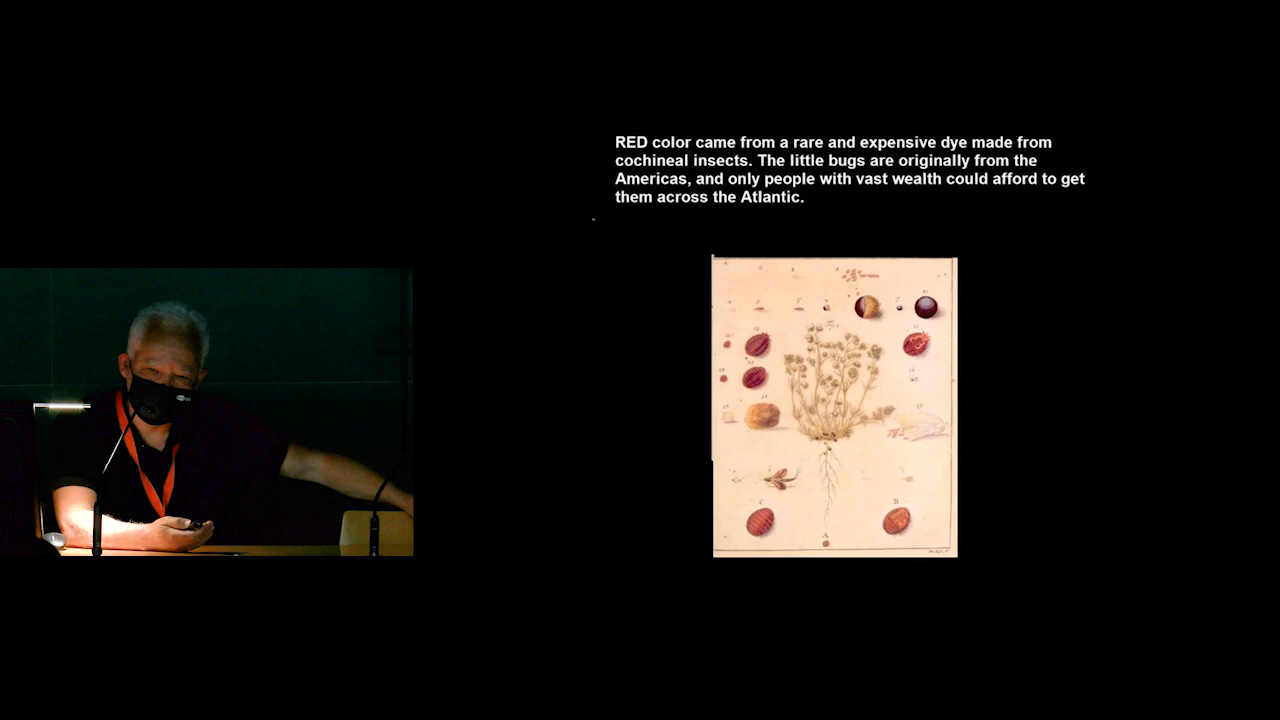 RED color came from a rare and expensive dye made from
cochineal insects. The little bugs are originally from the
Americas, and only people with vast wealth could afford to get
them across the Atlantic.
C
B
A